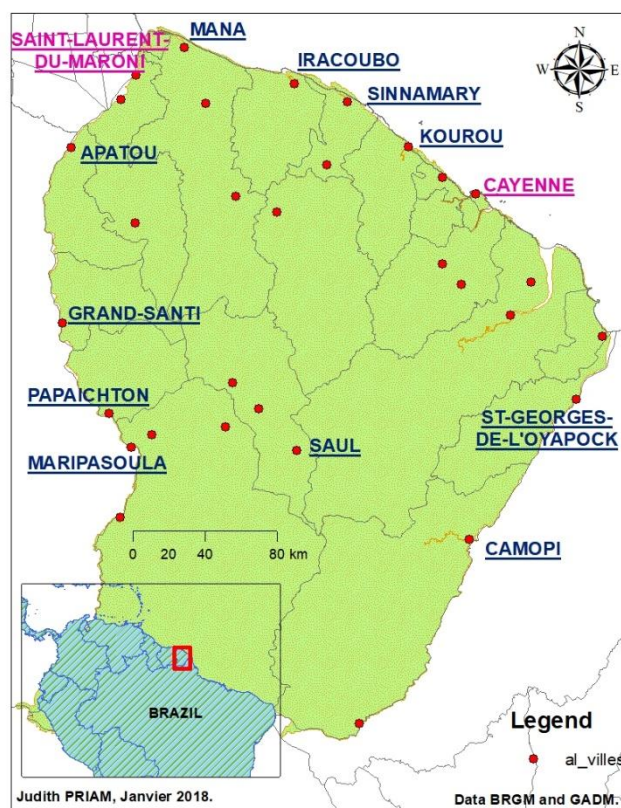 MANA
SAINT-LAURENT-
DU-MARONI
IRACOUBO
SINNAMARY
KOUROU
APATOU
CAYENNE
GRAND-SANTI
PAPAICHTON
ST-GEORGES-
DE-L'OYAPOCK
SAUL
MARIPASOULA
CAMOPI
N
W
E
S
0 20 40 80 km
BRAZIL
Legend
al_villes
Judith PRIAM, Janvier 2018.
Data BRGM and GADM.